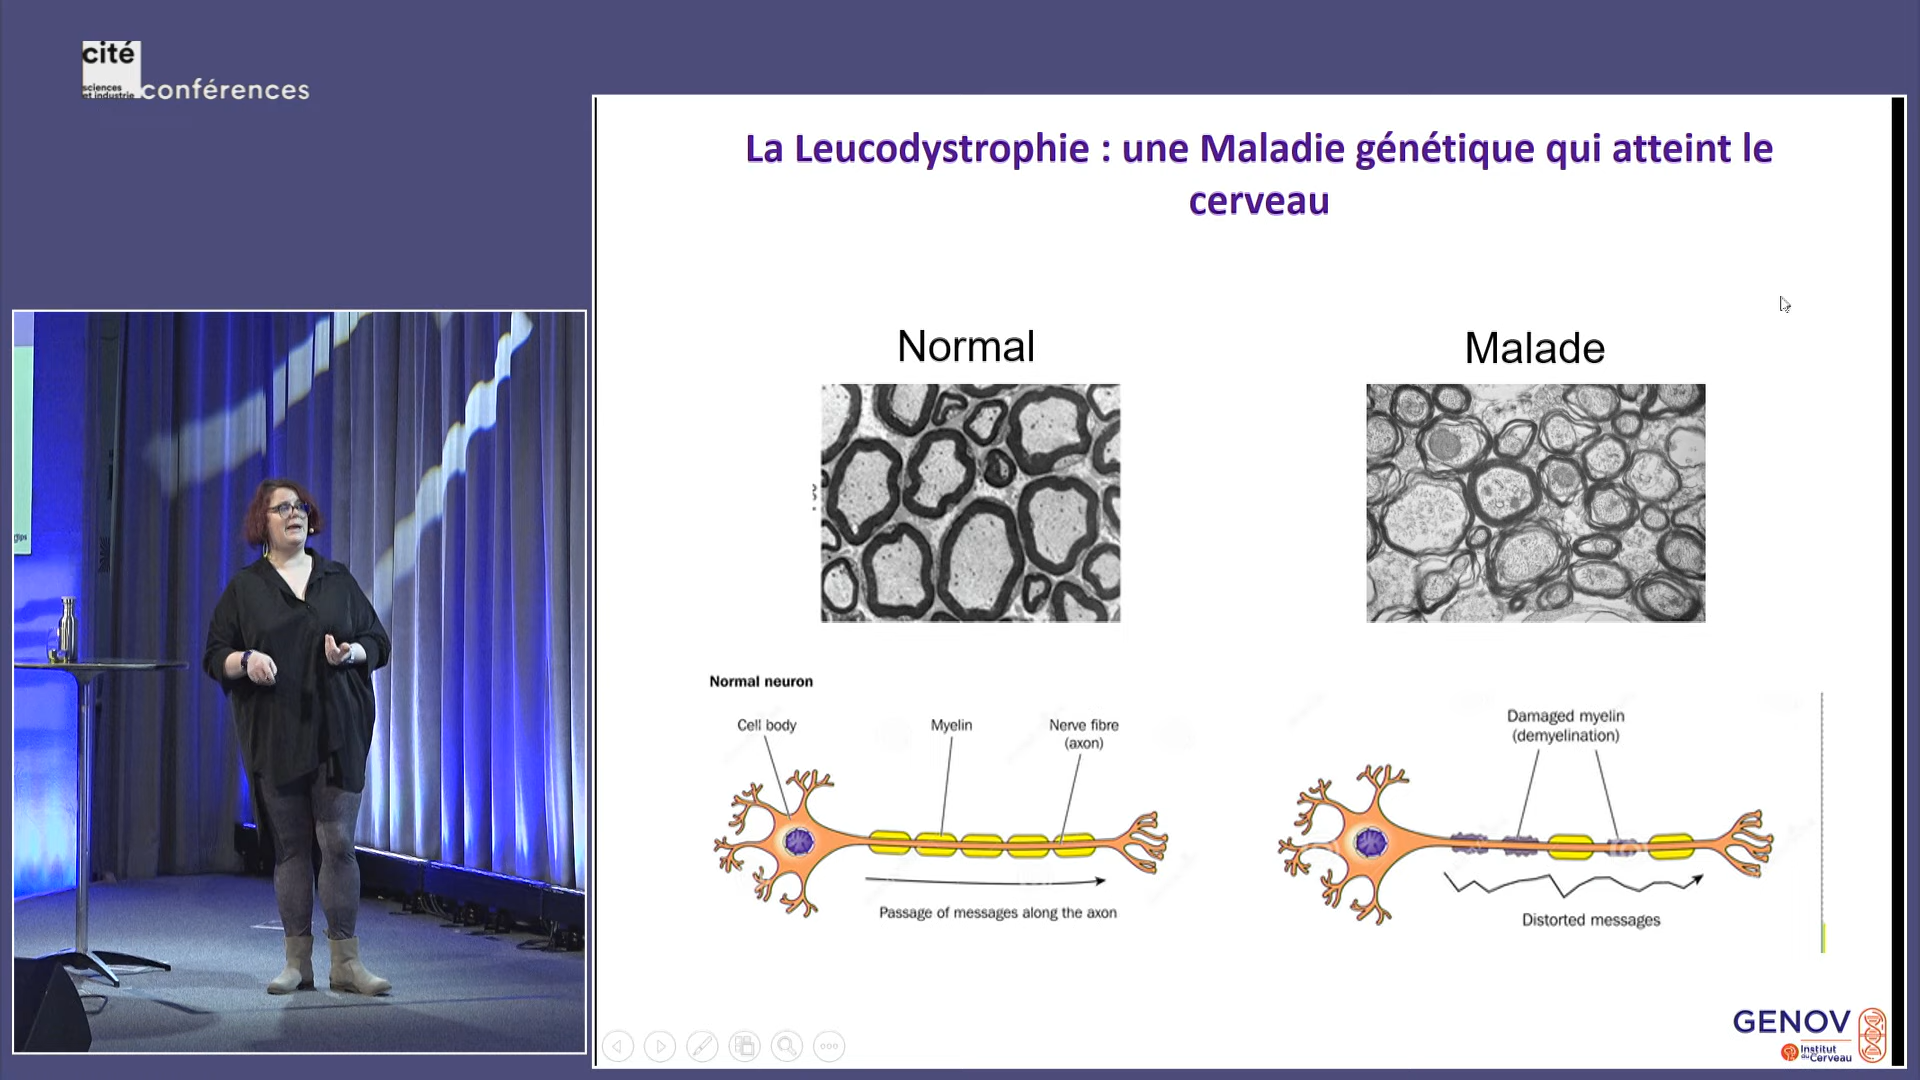 cité
sciences
et industrie
conférences
La Leucodystrophie : une Maladie génétique qui atteint le
cerveau
Normal
Malade
Normal neuron
Cell body
Myelin
Nerve fibre
(axon)
Passage of messages along the axon
Damaged myelin
(demyelination)
Distorted messages
GENOV
Institut
du Cerveau